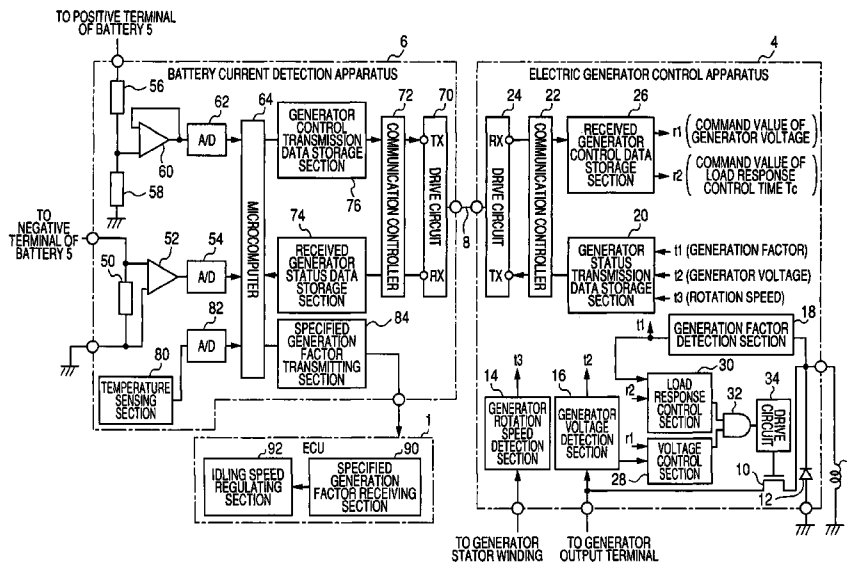 TO POSITIVE TERMINAL
OF BATTERY 5
6
BATTERY CURRENT DETECTION APPARATUS
56
58
60
62
A/D
64
MICROCOMPUTER
GENERATOR
CONTROL
TRANSMISSION
DATA STORAGE
SECTION
76
72
COMMUNICATION CONTROLLER
70
TX
DRIVE CIRCUIT
RX
TO
NEGATIVE
TERMINAL OF
BATTERY 5
50
52
54
A/D
74
RECEIVED
GENERATOR
STATUS DATA
STORAGE
SECTION
82
A/D
84
SPECIFIED
GENERATION
FACTOR
TRANSMITTING
SECTION
80
TEMPERATURE
SENSING
SECTION
8
1
ECU
92
IDLING SPEED
REGULATING
SECTION
90
SPECIFIED
GENERATION
FACTOR RECEIVING
SECTION
4
ELECTRIC GENERATOR CONTROL APPARATUS
24
RX
DRIVE CIRCUIT
TX
22
COMMUNICATION CONTROLLER
26
RECEIVED
GENERATOR
CONTROL DATA
STORAGE
SECTION
r1 (COMMAND VALUE OF
GENERATOR VOLTAGE)
r2 (COMMAND VALUE OF
LOAD RESPONSE
CONTROL TIME Tc)
20
GENERATOR
STATUS
TRANSMISSION
DATA STORAGE
SECTION
t1 (GENERATION FACTOR)
t2 (GENERATOR VOLTAGE)
t3 (ROTATION SPEED)
18
t1
GENERATION FACTOR
DETECTION SECTION
t3
14
GENERATOR
ROTATION
SPEED
DETECTION
SECTION
t2
16
GENERATOR
VOLTAGE
DETECTION
SECTION
30
r2
LOAD
RESPONSE
CONTROL
SECTION
32
34
DRIVE
CIRCUIT
r1
VOLTAGE
CONTROL
SECTION
28
10
12
TO GENERATOR
STATOR WINDING
TO GENERATOR
OUTPUT TERMINAL